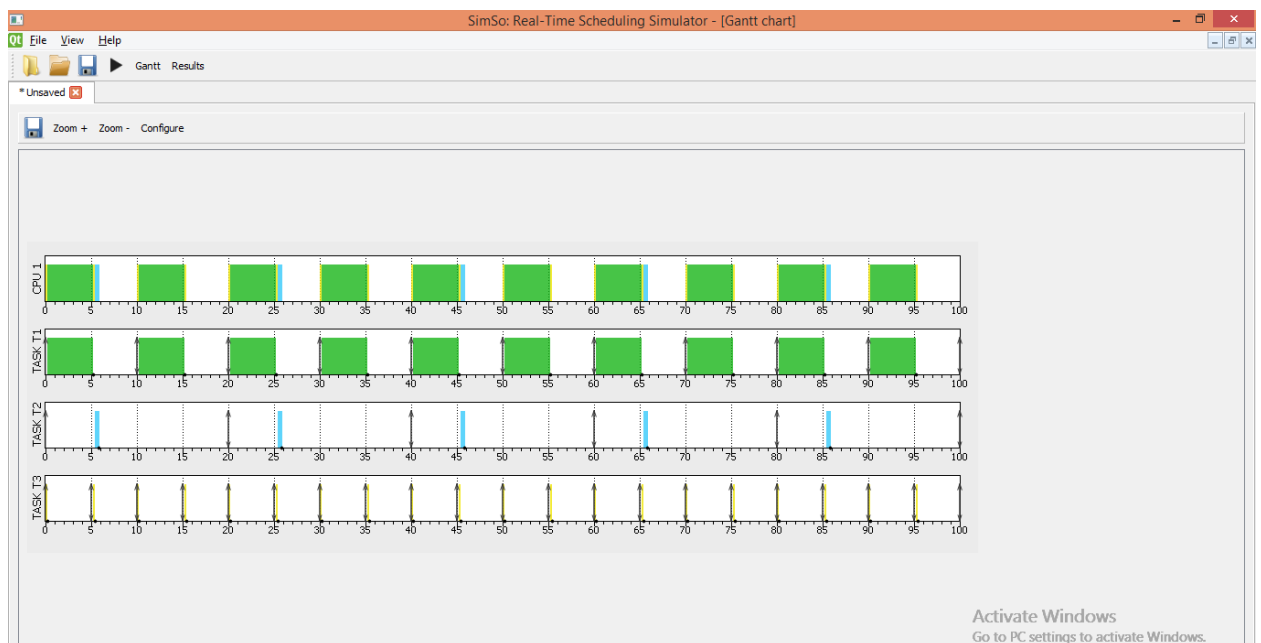 SimSo: Real-Time Scheduling Simulator - [Gantt chart]
Qt File View Help
Gantt Results
* Unsaved
Zoom + Zoom - Configure
CPU 1
0 5 10 15 20 25 30 35 40 45 50 55 60 65 70 75 80 85 90 95 100
TASK T1
0 5 10 15 20 25 30 35 40 45 50 55 60 65 70 75 80 85 90 95 100
TASK T2
0 5 10 15 20 25 30 35 40 45 50 55 60 65 70 75 80 85 90 95 100
TASK T3
0 5 10 15 20 25 30 35 40 45 50 55 60 65 70 75 80 85 90 95 100
Activate Windows
Go to PC settings to activate Windows.